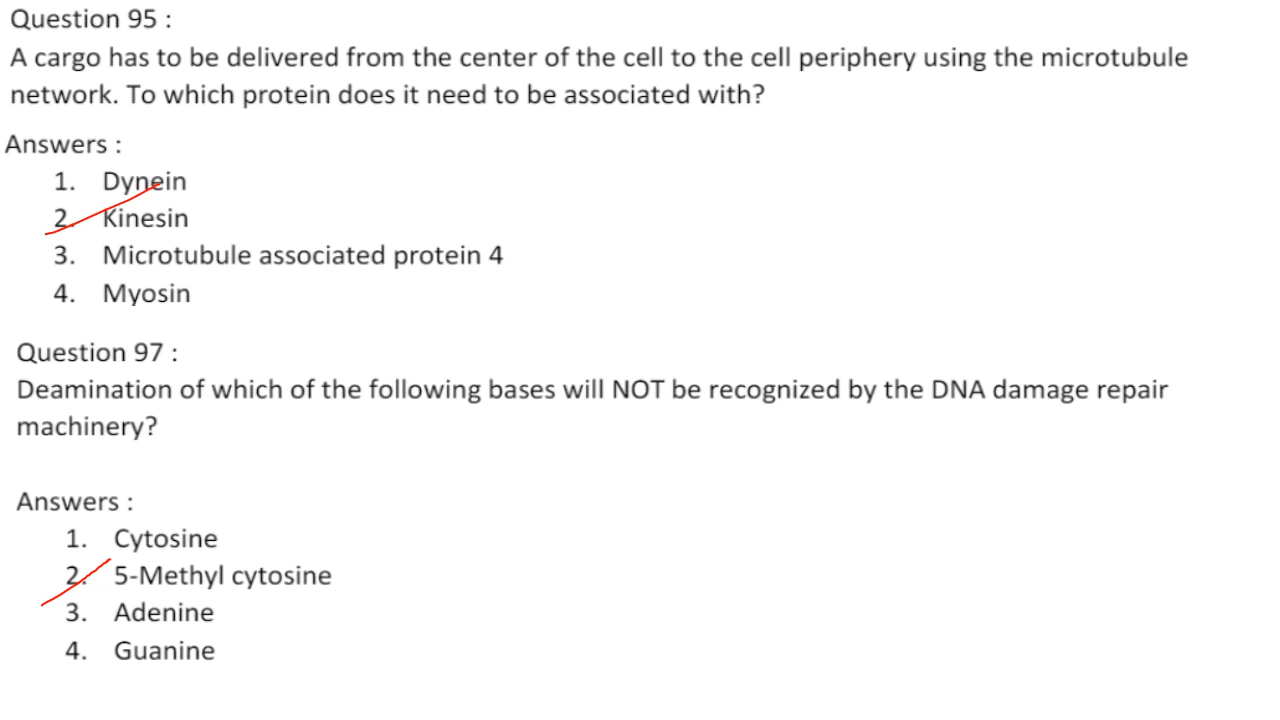 Question 95 :
A cargo has to be delivered from the center of the cell to the cell periphery using the microtubule
network. To which protein does it need to be associated with?
Answers :
1. Dynein
2. Kinesin
3. Microtubule associated protein 4
4. Myosin
Question 97 :
Deamination of which of the following bases will NOT be recognized by the DNA damage repair
machinery?
Answers :
1. Cytosine
2. 5-Methyl cytosine
3. Adenine
4. Guanine